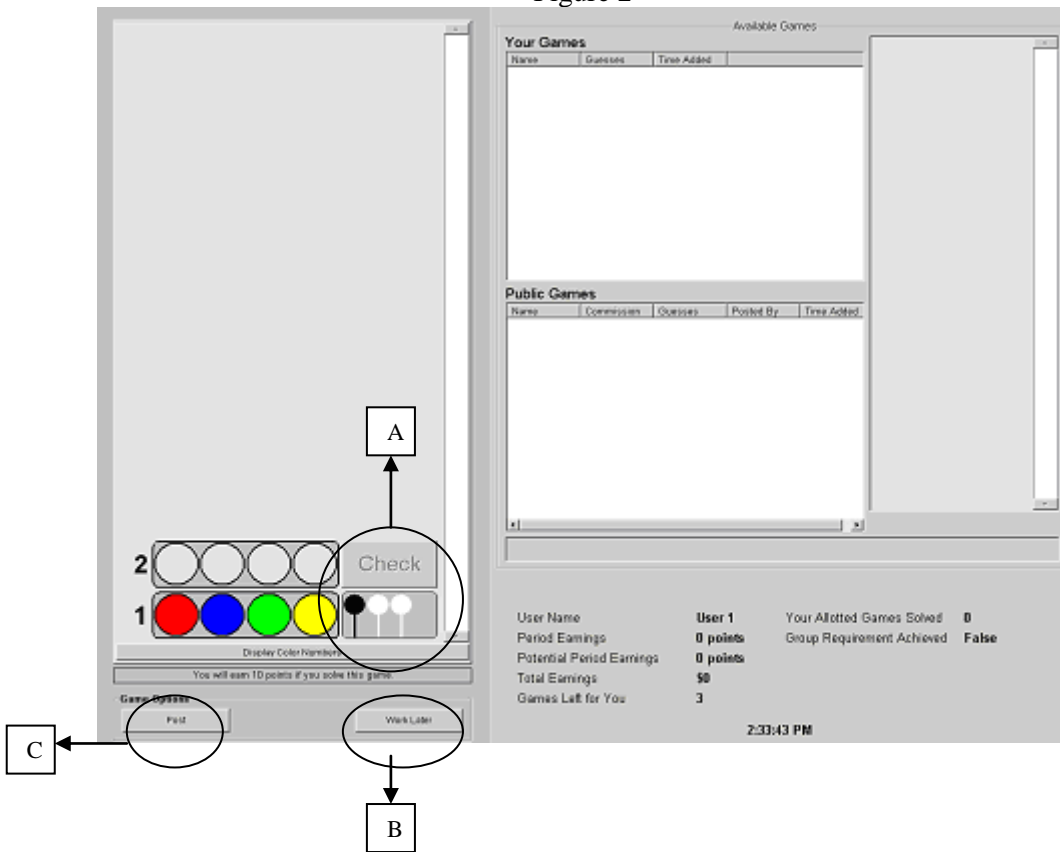 Figure 2
Available Games
Your Games
Name Guesses Time Added
Public Games
Name Commission Guesses Posted By Time Added
A
2 Check
1
Display Color Numbers
You will earn 10 points if you solve this game.
Game Options
Post Work Later
User Name User 1 Your Allotted Games Solved 0
Period Earnings 0 points Group Requirement Achieved False
Potential Period Earnings 0 points
Total Earnings $0
Games Left for You 3
2:33:43 PM
C
B